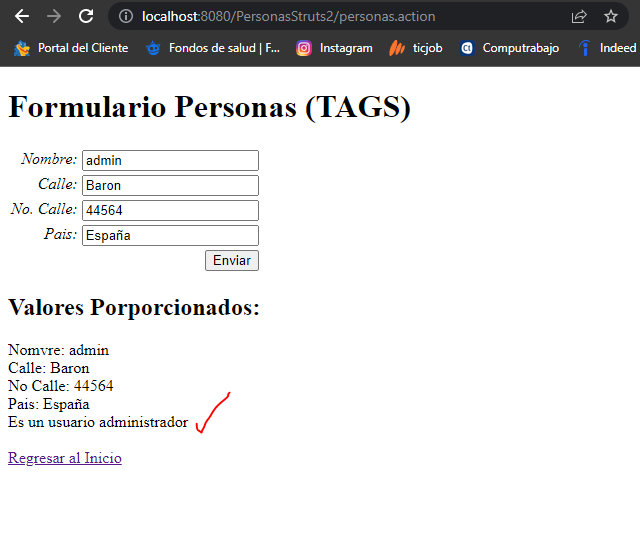 localhost:8080/PersonasStruts2/personas.action
Portal del Cliente Fondos de salud | F... Instagram ticjob Computrabajo Indeed
Formulario Personas (TAGS)
Nombre: admin
Calle: Baron
No. Calle: 44564
Pais: España
Enviar
Valores Porporcionados:
Nomvre: admin
Calle: Baron
No Calle: 44564
Pais: España
Es un usuario administrador
Regresar al Inicio